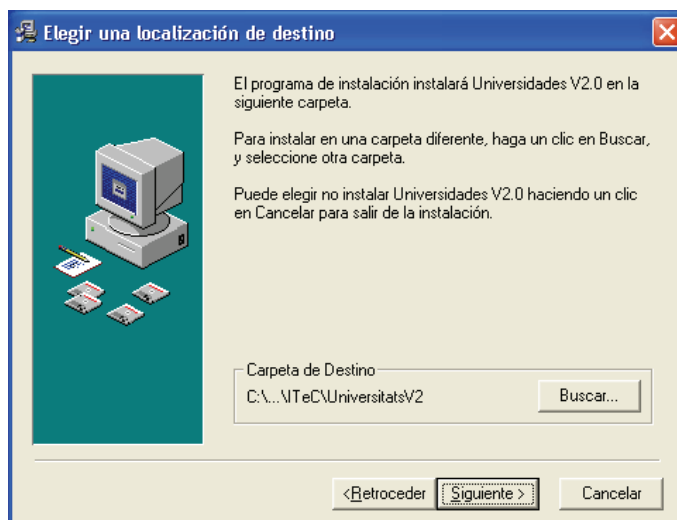 Elegir una localización de destino
El programa de instalación instalará Universidades V2.0 en la
siguiente carpeta.
Para instalar en una carpeta diferente, haga un clic en Buscar,
y seleccione otra carpeta.
Puede elegir no instalar Universidades V2.0 haciendo un clic
en Cancelar para salir de la instalación.
Carpeta de Destino
C:\...\ITeC\UniversitatsV2
Buscar...
<Retroceder
Siguiente >
Cancelar